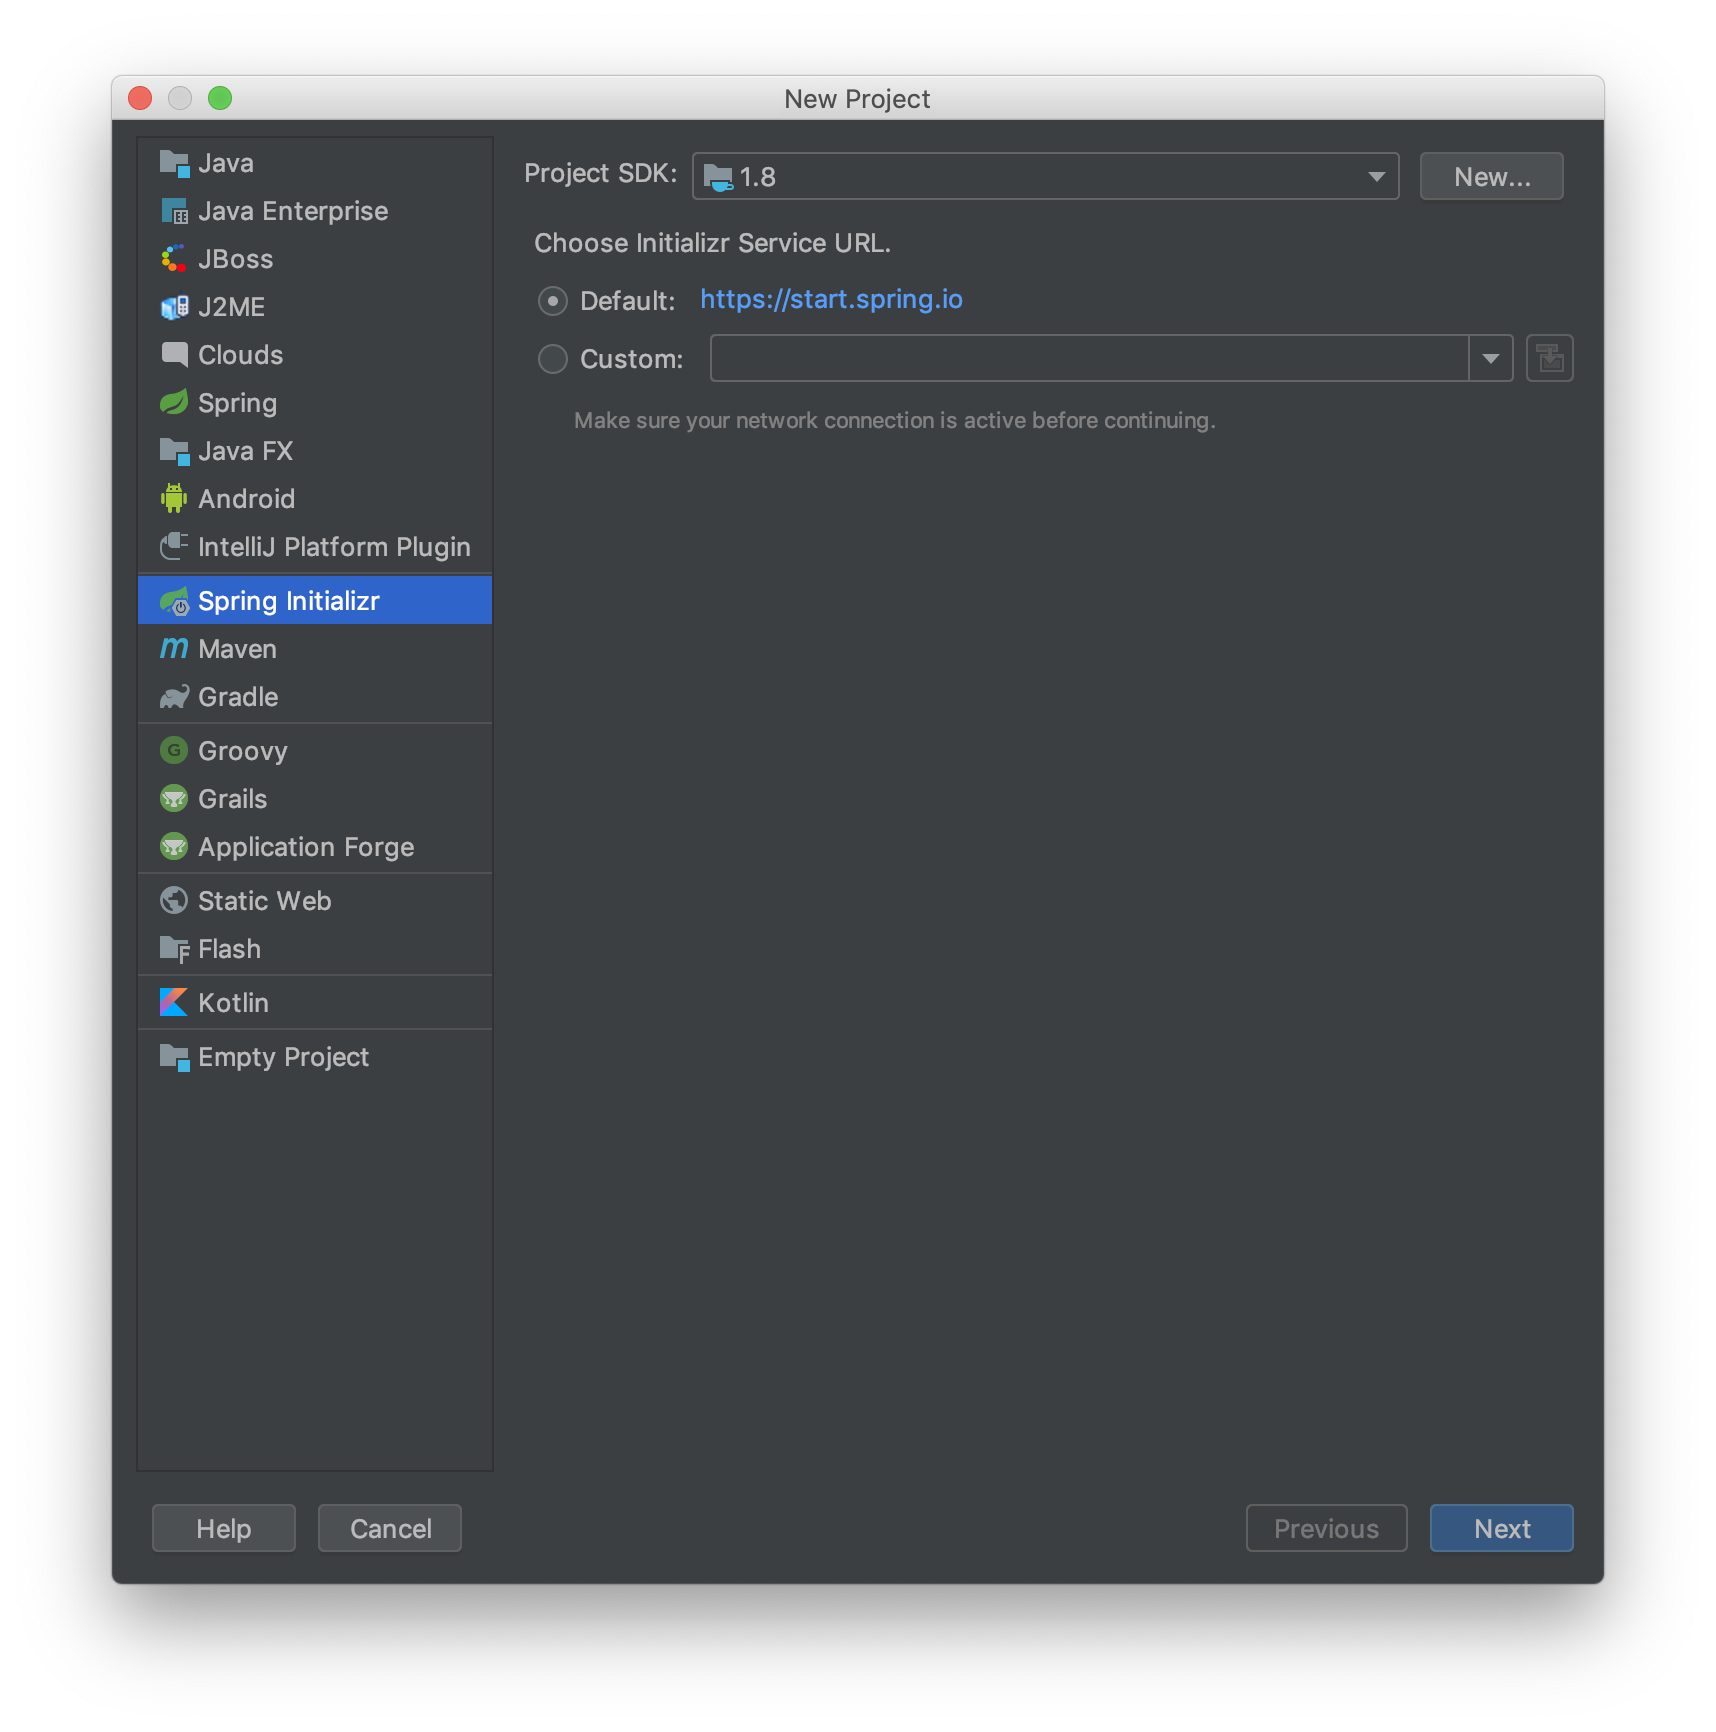 New Project
Java
Java Enterprise
JBoss
J2ME
Clouds
Spring
Java FX
Android
IntelliJ Platform Plugin
Spring Initializr
Maven
Gradle
Groovy
Grails
Application Forge
Static Web
Flash
Kotlin
Empty Project
Project SDK: 1.8 New...
Choose Initializr Service URL.
Default: https://start.spring.io
Custom:
Make sure your network connection is active before continuing.
Help Cancel Previous Next